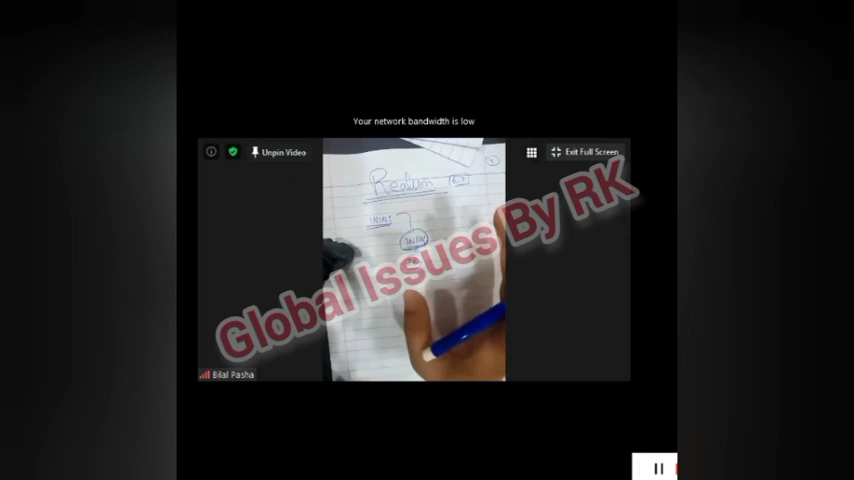 Your network bandwidth is low
Unpin Video
Exit Full Screen
Realism
Global Issues By RK
Bilal Pasha